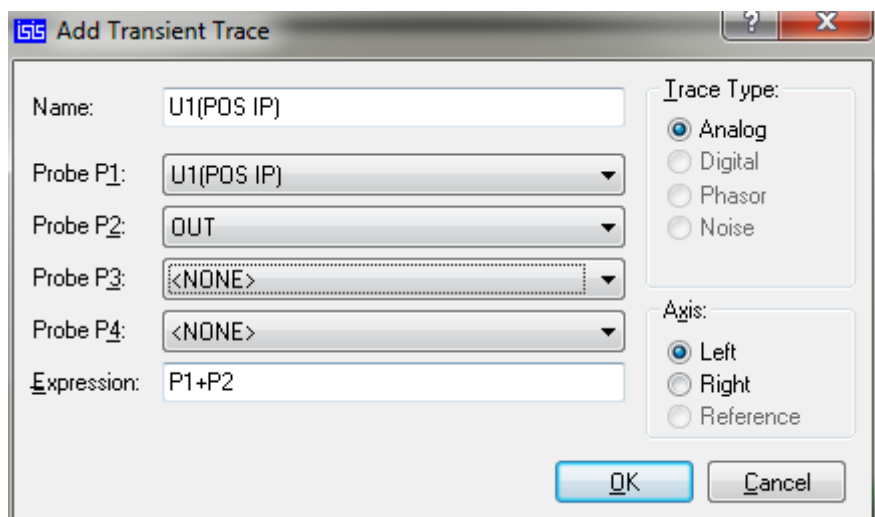 isis Add Transient Trace
?
X
Name:
U1(POS IP)
Probe P1:
U1(POS IP)
Probe P2:
OUT
Probe P3:
<NONE>
Probe P4:
<NONE>
Expression:
P1+P2
Trace Type:
Analog
Digital
Phasor
Noise
Axis:
Left
Right
Reference
OK
Cancel